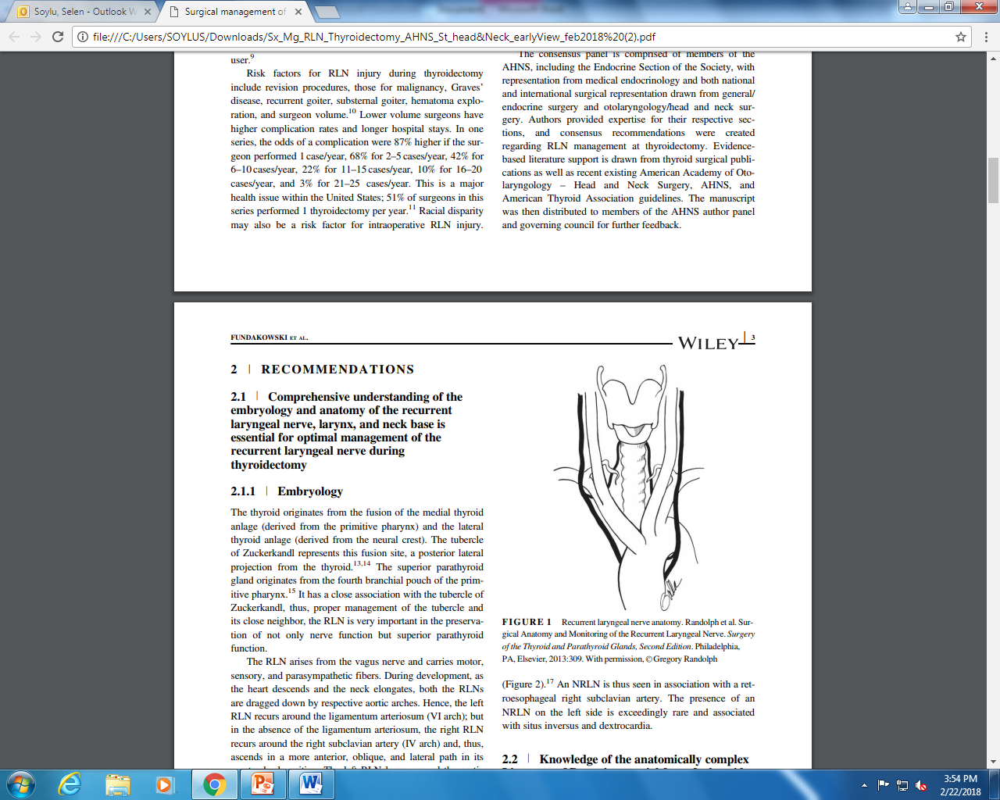 Soylu, Selen - Outlook W
Surgical management of
file:///C:/Users/SOYLUS/Downloads/Sx_Mg_RLN_Thyroidectomy_AHNS_St_head&Neck_earlyView_feb2018%20(2).pdf
user.9
Risk factors for RLN injury during thyroidectomy
include revision procedures, those for malignancy, Graves'
disease, recurrent goiter, substernal goiter, hematoma explo-
ration, and surgeon volume.10 Lower volume surgeons have
higher complication rates and longer hospital stays. In one
series, the odds of a complication were 87% higher if the sur-
geon performed 1 case/year, 68% for 2–5 cases/year, 42% for
6–10 cases/year, 22% for 11–15 cases/year, 10% for 16–20
cases/year, and 3% for 21–25 cases/year. This is a major
health issue within the United States; 51% of surgeons in this
series performed 1 thyroidectomy per year.11 Racial disparity
may also be a risk factor for intraoperative RLN injury.
The consensus panel is comprised of members of the
AHNS, including the Endocrine Section of the Society, with
representation from medical endocrinology and both national
and international surgical representation drawn from general/
endocrine surgery and otolaryngology/head and neck sur-
gery. Authors provided expertise for their respective sec-
tions, and consensus recommendations were created
regarding RLN management at thyroidectomy. Evidence-
based literature support is drawn from thyroid surgical publi-
cations as well as recent existing American Academy of Oto-
laryngology – Head and Neck Surgery, AHNS, and
American Thyroid Association guidelines. The manuscript
was then distributed to members of the AHNS author panel
and governing council for further feedback.
FUNDAKOWSKI ET AL.
WILEY 3
2 | RECOMMENDATIONS
2.1 | Comprehensive understanding of the
embryology and anatomy of the recurrent
laryngeal nerve, larynx, and neck base is
essential for optimal management of the
recurrent laryngeal nerve during
thyroidectomy
2.1.1 | Embryology
The thyroid originates from the fusion of the medial thyroid
anlage (derived from the primitive pharynx) and the lateral
thyroid anlage (derived from the neural crest). The tubercle
of Zuckerkandl represents this fusion site, a posterior lateral
projection from the thyroid.13,14 The superior parathyroid
gland originates from the fourth branchial pouch of the prim-
itive pharynx.15 It has a close association with the tubercle of
Zuckerkandl, thus, proper management of the tubercle and
its close neighbor, the RLN is very important in the preserva-
tion of not only nerve function but superior parathyroid
function.
The RLN arises from the vagus nerve and carries motor,
sensory, and parasympathetic fibers. During development, as
the heart descends and the neck elongates, both the RLNs
are dragged down by respective aortic arches. Hence, the left
RLN recurs around the ligamentum arteriosum (VI arch); but
in the absence of the ligamentum arteriosum, the right RLN
recurs around the right subclavian artery (IV arch) and, thus,
ascends in a more anterior, oblique, and lateral path in its
FIGURE 1 Recurrent laryngeal nerve anatomy. Randolph et al. Sur-
gical Anatomy and Monitoring of the Recurrent Laryngeal Nerve. Surgery
of the Thyroid and Parathyroid Glands, Second Edition. Philadelphia,
PA, Elsevier, 2013:309. With permission, © Gregory Randolph
(Figure 2).17 An NRLN is thus seen in association with a ret-
roesophageal right subclavian artery. The presence of an
NRLN on the left side is exceedingly rare and associated
with situs inversus and dextrocardia.
2.2 | Knowledge of the anatomically complex
3:54 PM
2/22/2018